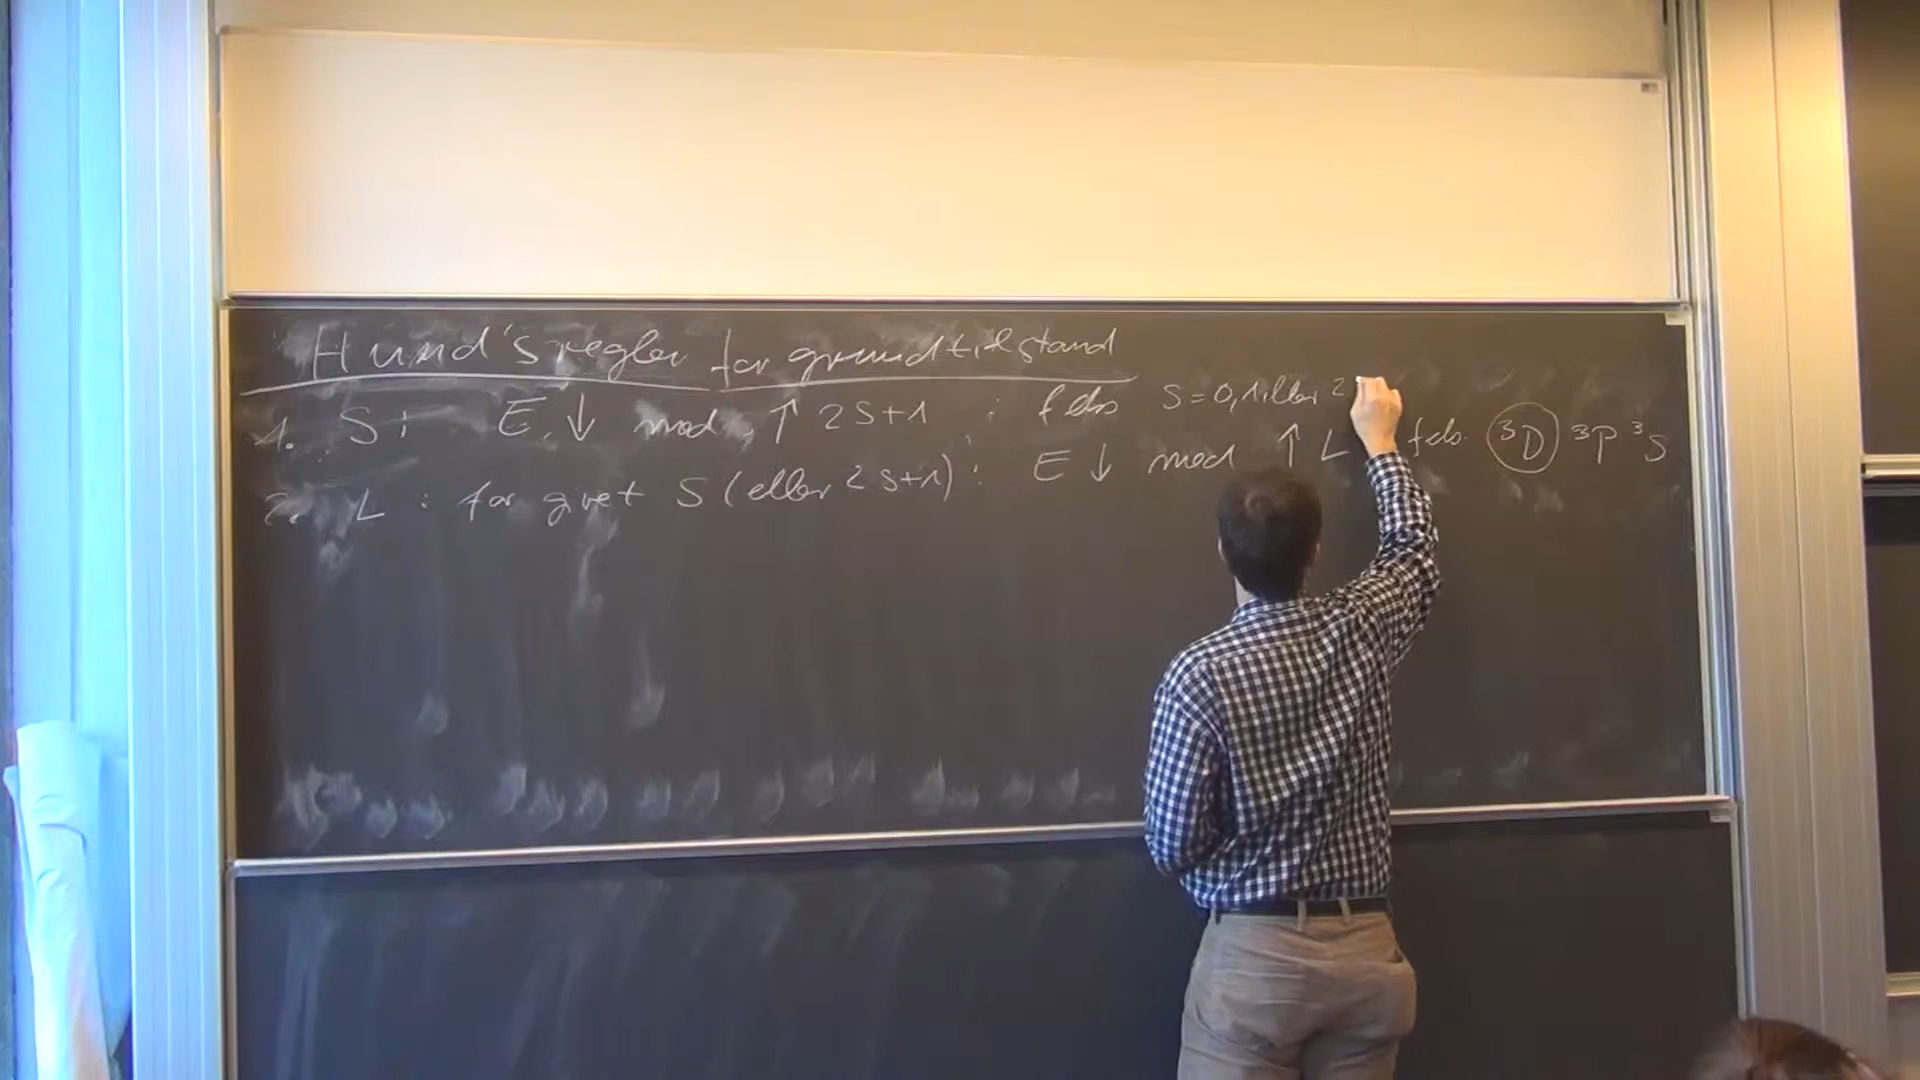 Hund's regler for grundtilstand
1. S: E ↓ med ↑ 2S+1 : f.eks S=0,1 eller 2
2. L : for givet S (eller 2S+1) : E ↓ med ↑ L f.eks. ³D ³P ³S